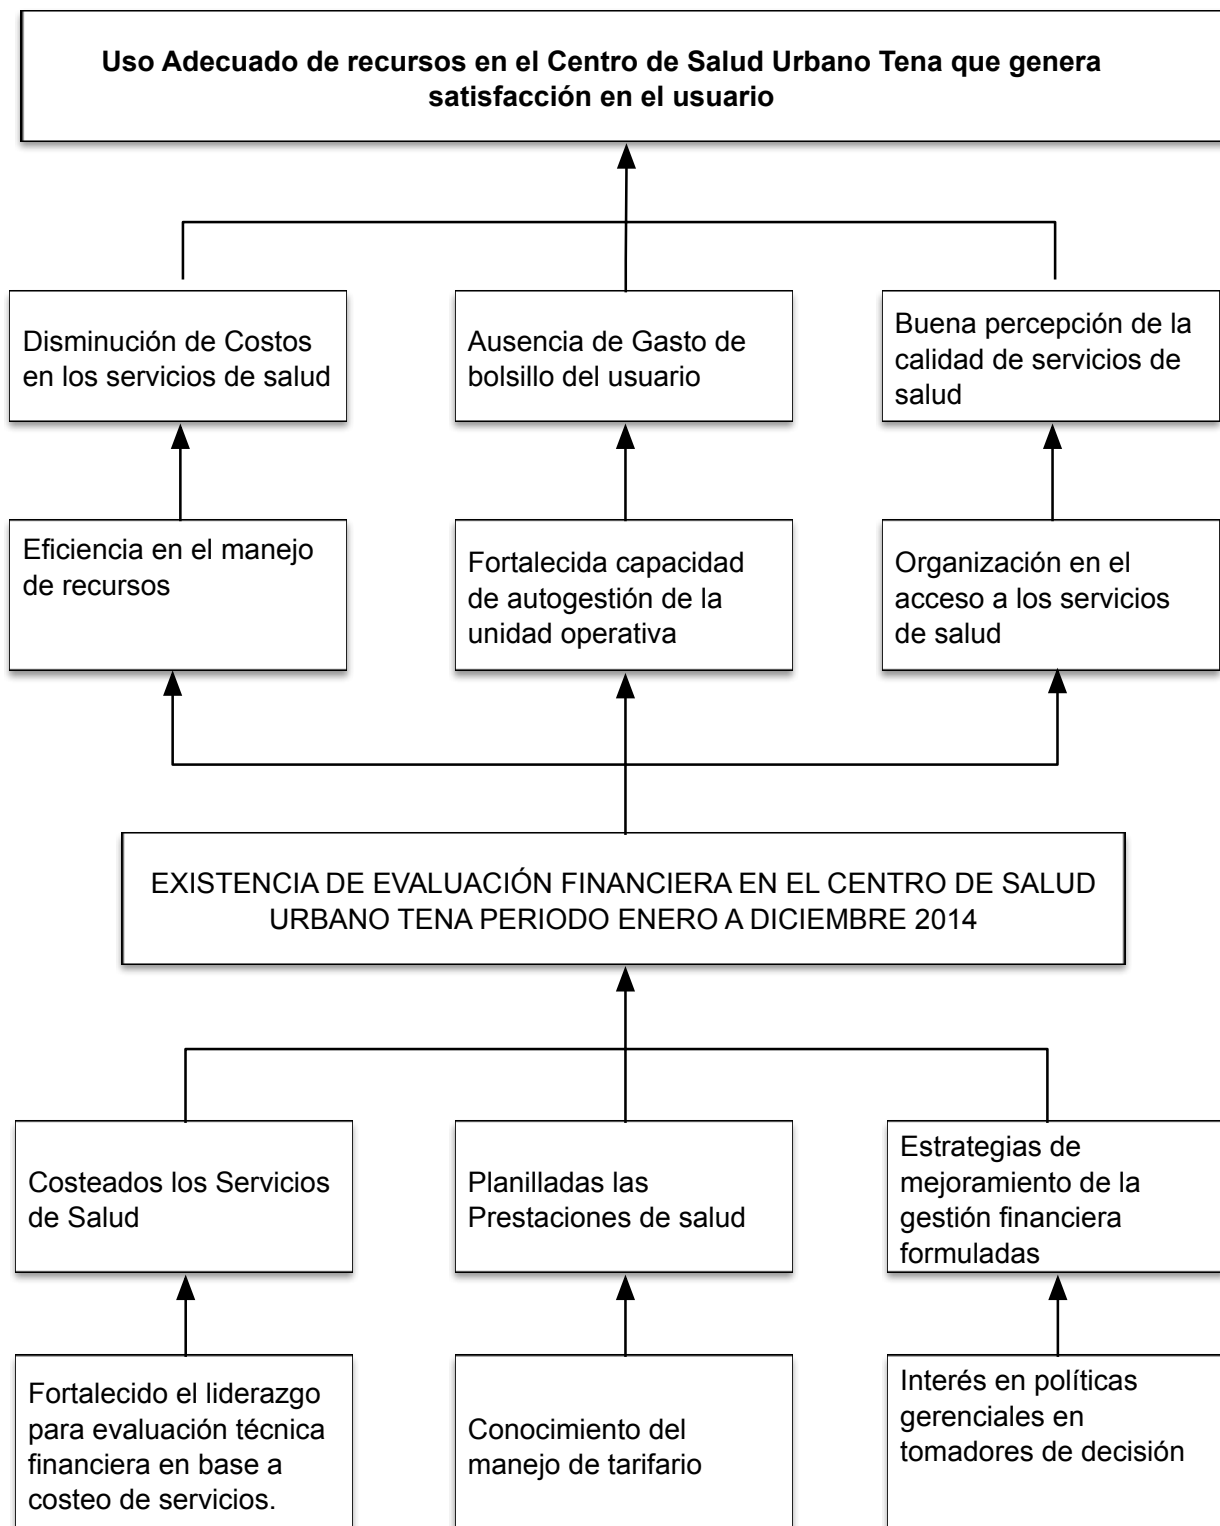 Uso Adecuado de recursos en el Centro de Salud Urbano Tena que genera
satisfacción en el usuario
Disminución de Costos
en los servicios de salud
Ausencia de Gasto de
bolsillo del usuario
Buena percepción de la
calidad de servicios de
salud
Eficiencia en el manejo
de recursos
Fortalecida capacidad
de autogestión de la
unidad operativa
Organización en el
acceso a los servicios
de salud
EXISTENCIA DE EVALUACIÓN FINANCIERA EN EL CENTRO DE SALUD
URBANO TENA PERIODO ENERO A DICIEMBRE 2014
Costeados los Servicios
de Salud
Planilladas las
Prestaciones de salud
Estrategias de
mejoramiento de la
gestión financiera
formuladas
Fortalecido el liderazgo
para evaluación técnica
financiera en base a
costeo de servicios.
Conocimiento del
manejo de tarifario
Interés en políticas
gerenciales en
tomadores de decisión